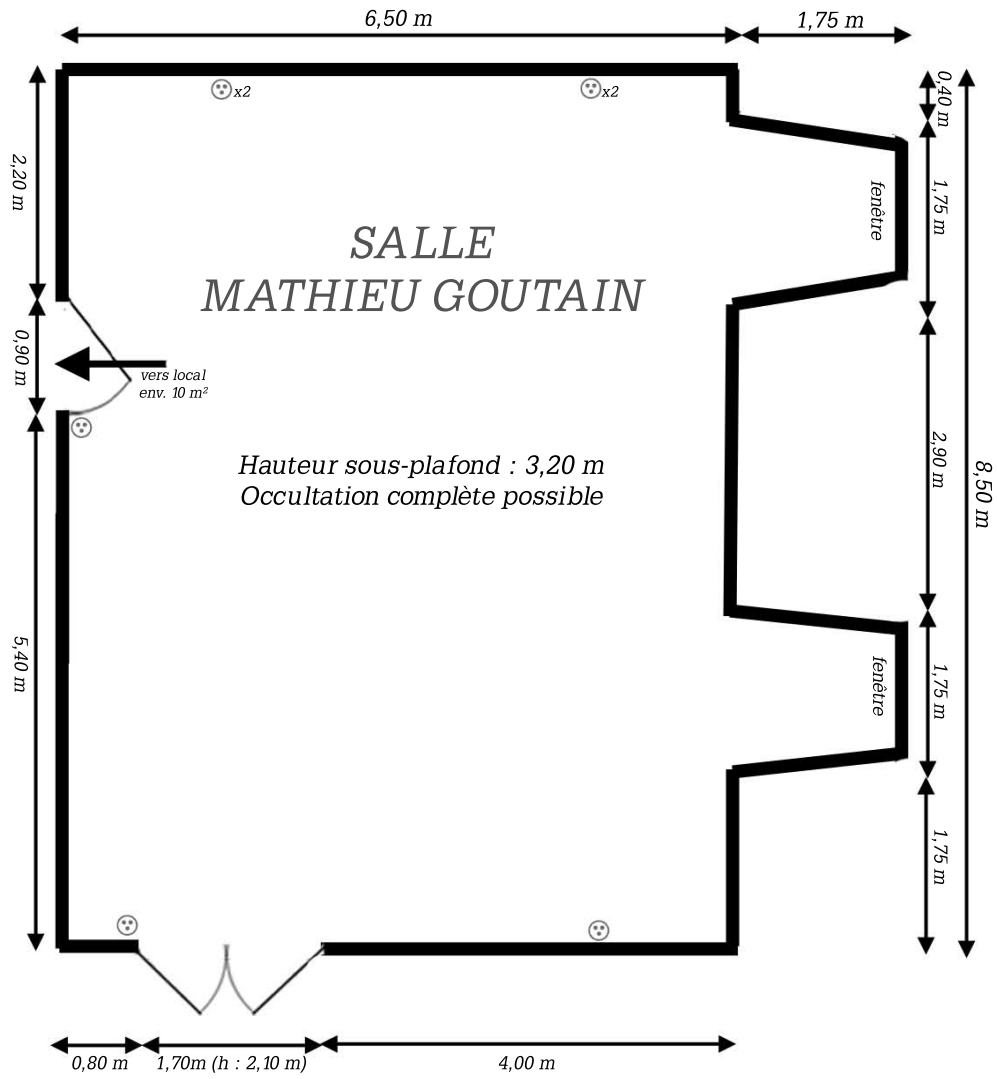 6,50 m
1,75 m
x2
x2
0,40 m
2,20 m
1,75 m
fenêtre
SALLE
MATHIEU GOUTAIN
0,90 m
vers local
env. 10 m²
Hauteur sous-plafond : 3,20 m
Occultation complète possible
2,90 m
8,50 m
5,40 m
fenêtre
1,75 m
1,75 m
0,80 m
1,70m (h : 2,10 m)
4,00 m